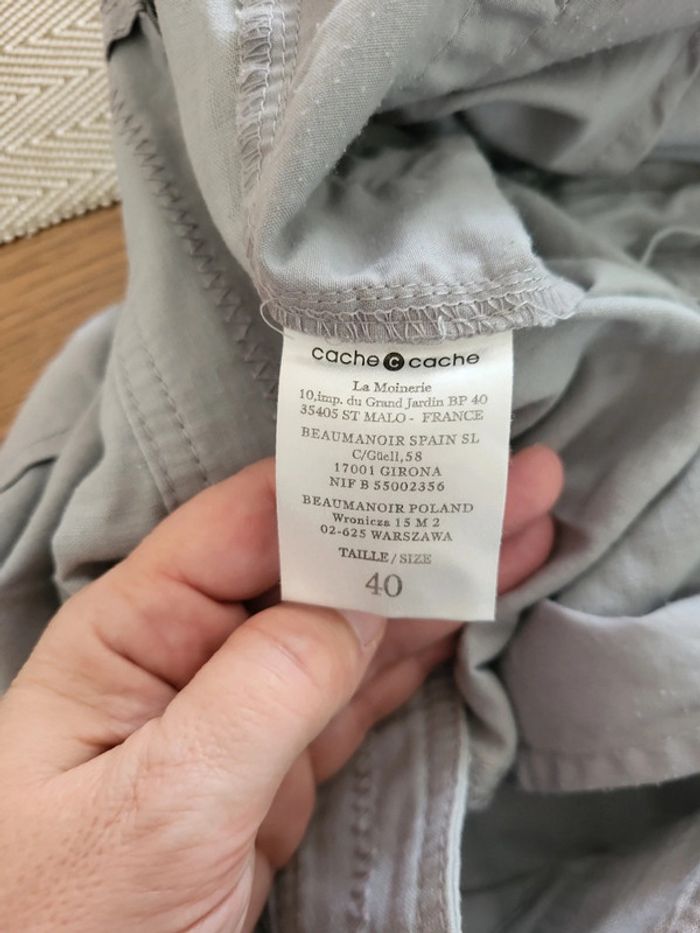 cache c cache
La Moinerie
10,imp. du Grand Jardin BP 40
35405 ST MALO - FRANCE
BEAUMANOIR SPAIN SL
C/Güell,58
17001 GIRONA
NIF B 55002356
BEAUMANOIR POLAND
Wronicza 15 M 2
02-625 WARSZAWA
TAILLE / SIZE
40